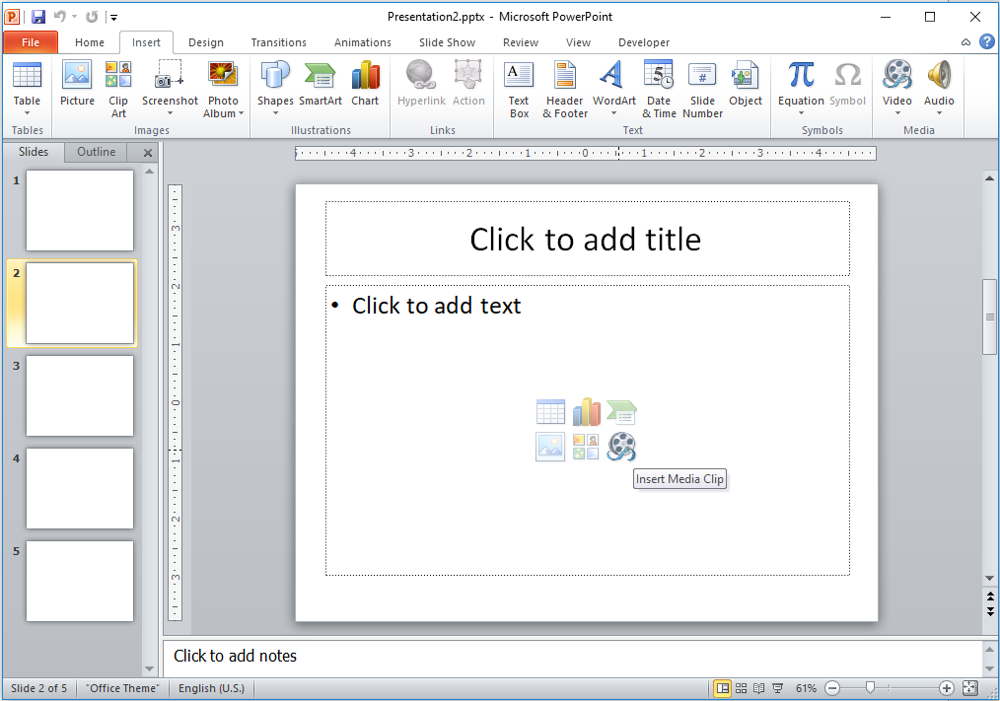 Presentation2.pptx - Microsoft PowerPoint
File Home Insert Design Transitions Animations Slide Show Review View Developer
Table Picture Clip Art Screenshot Photo Album Shapes SmartArt Chart Hyperlink Action Text Box Header & Footer WordArt Date & Time Slide Number Object Equation Symbol Video Audio
Tables Images Illustrations Links Text Symbols Media
Slides Outline
4 3 2 1 0 1 2 3 4
3 2 1 0 1 2 3
1
2
3
4
5
Click to add title
• Click to add text
Insert Media Clip
Click to add notes
Slide 2 of 5 "Office Theme" English (U.S.) 61%